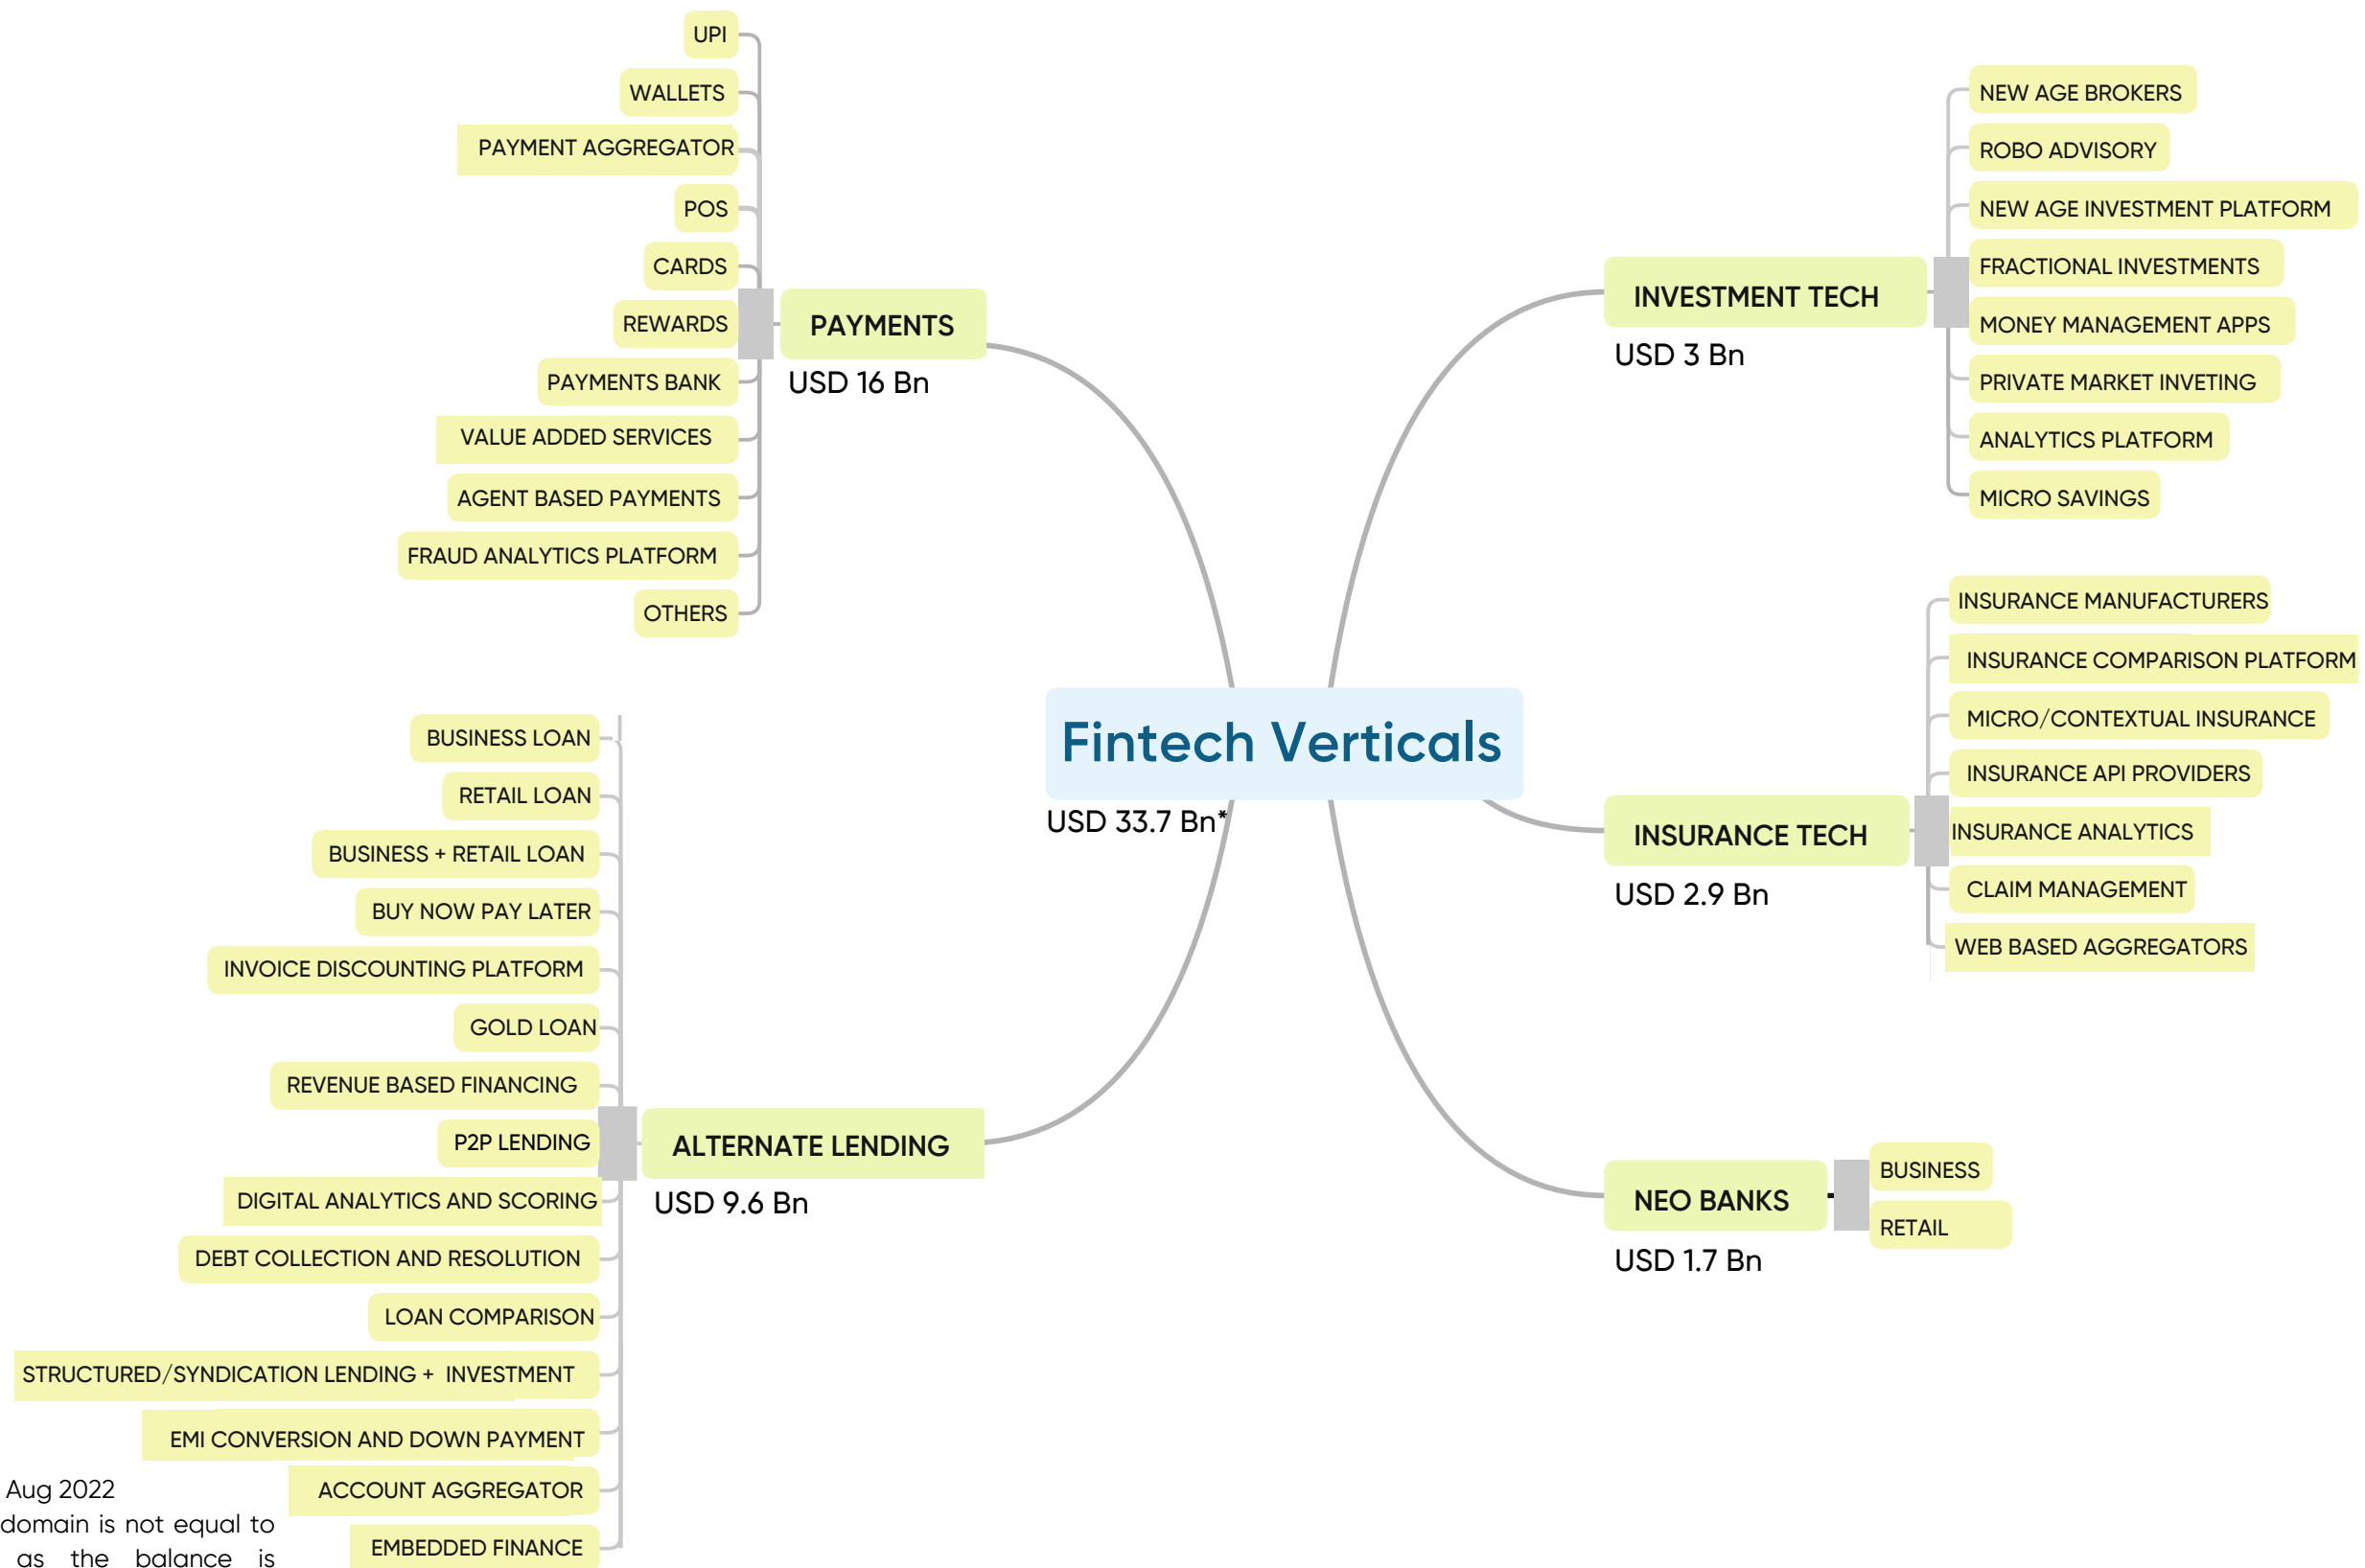 UPI
WALLETS
PAYMENT AGGREGATOR
POS
CARDS
REWARDS
PAYMENTS BANK
VALUE ADDED SERVICES
AGENT BASED PAYMENTS
FRAUD ANALYTICS PLATFORM
OTHERS
PAYMENTS
USD 16 Bn
NEW AGE BROKERS
ROBO ADVISORY
NEW AGE INVESTMENT PLATFORM
FRACTIONAL INVESTMENTS
MONEY MANAGEMENT APPS
PRIVATE MARKET INVETING
ANALYTICS PLATFORM
MICRO SAVINGS
INVESTMENT TECH
USD 3 Bn
Fintech Verticals
USD 33.7 Bn*
INSURANCE MANUFACTURERS
INSURANCE COMPARISON PLATFORM
MICRO/CONTEXTUAL INSURANCE
INSURANCE API PROVIDERS
INSURANCE ANALYTICS
CLAIM MANAGEMENT
WEB BASED AGGREGATORS
INSURANCE TECH
USD 2.9 Bn
BUSINESS LOAN
RETAIL LOAN
BUSINESS + RETAIL LOAN
BUY NOW PAY LATER
INVOICE DISCOUNTING PLATFORM
GOLD LOAN
REVENUE BASED FINANCING
P2P LENDING
DIGITAL ANALYTICS AND SCORING
DEBT COLLECTION AND RESOLUTION
LOAN COMPARISON
STRUCTURED/SYNDICATION LENDING + INVESTMENT
EMI CONVERSION AND DOWN PAYMENT
ACCOUNT AGGREGATOR
EMBEDDED FINANCE
ALTERNATE LENDING
USD 9.6 Bn
NEO BANKS
USD 1.7 Bn
BUSINESS
RETAIL
Aug 2022
domain is not equal to
as the balance is